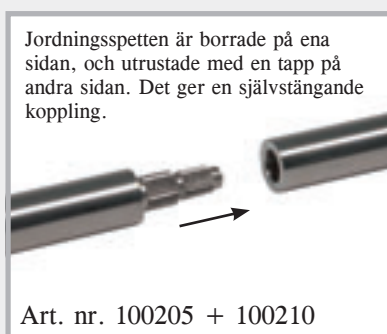 Jordningsspetten är borrade på ena
sidan, och utrustade med en tapp på
andra sidan. Det ger en självstängande
koppling.
Art. nr. 100205 + 100210